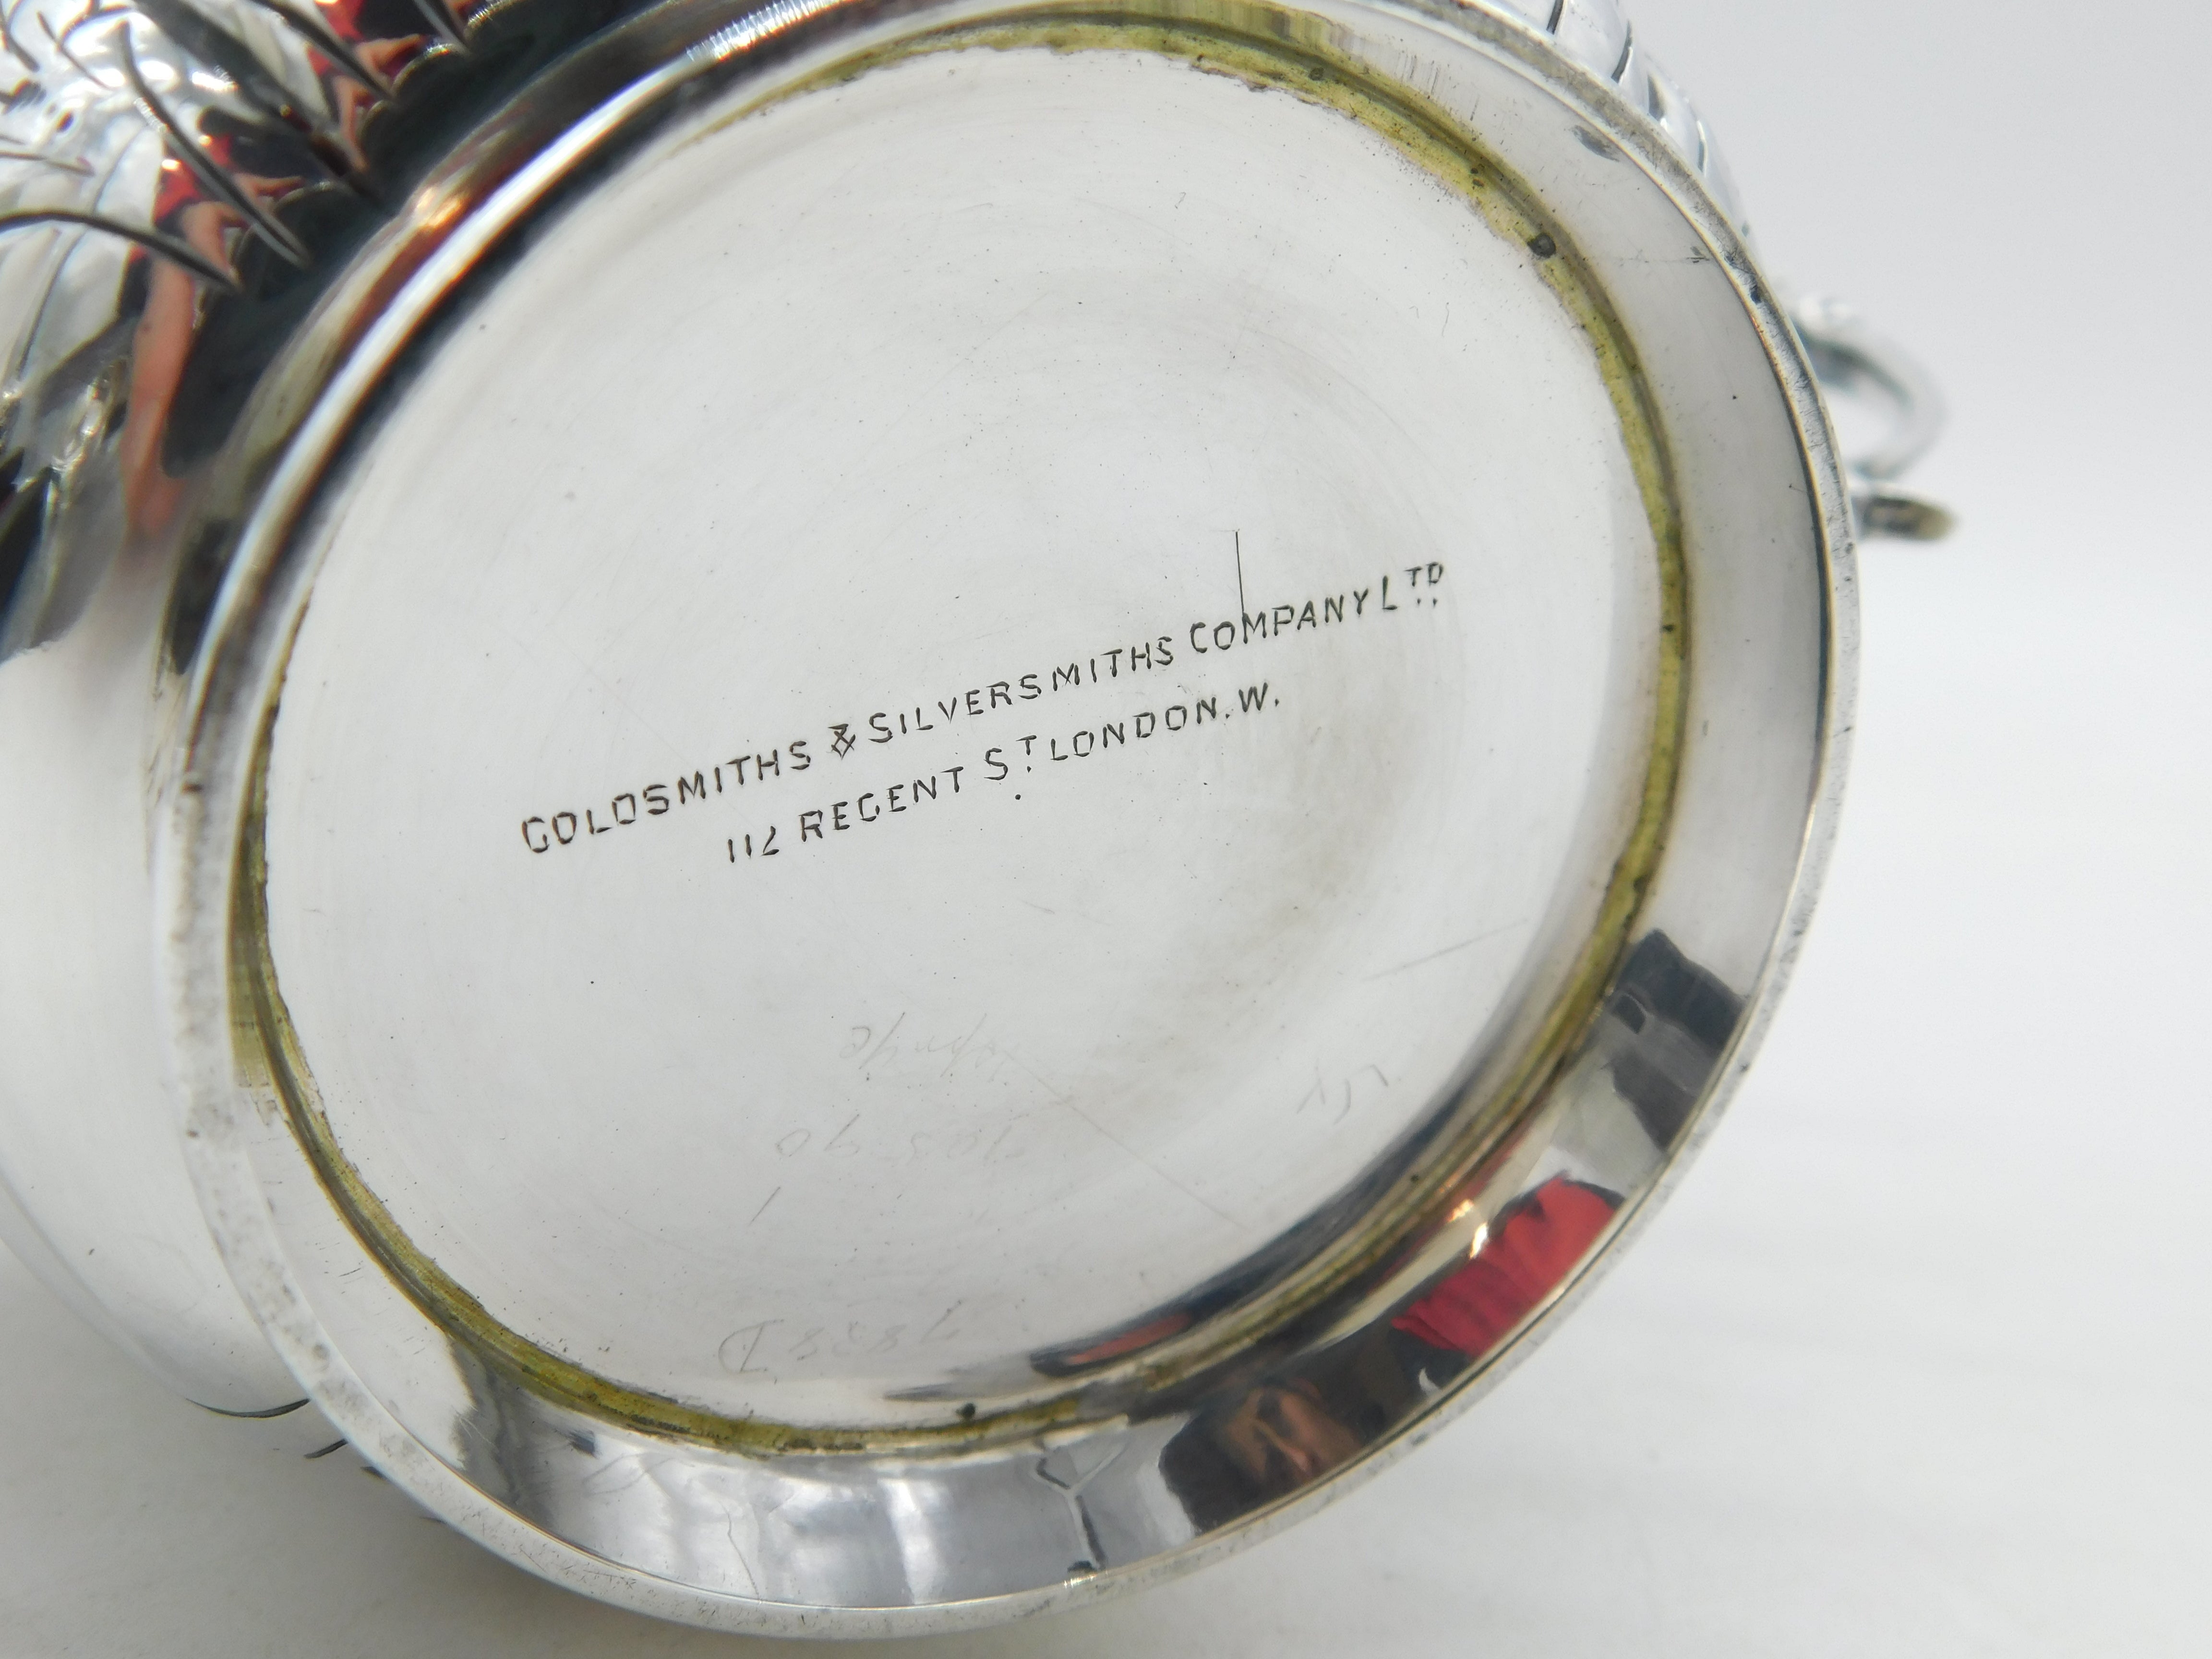 GOLDSMITHS & SILVERSMITHS COMPANY LTD
112 REGENT ST. LONDON. W.